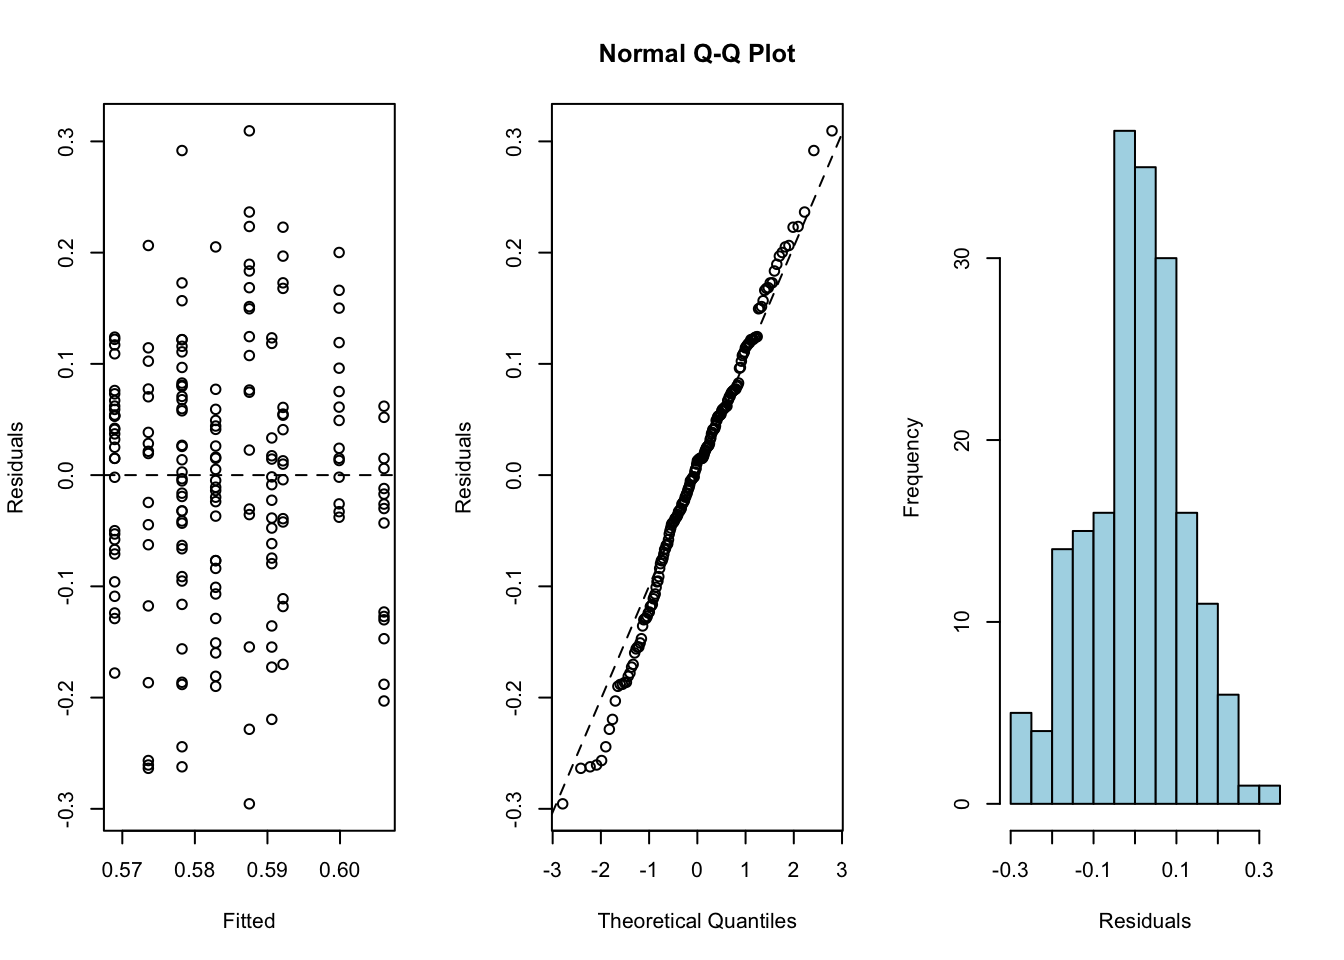 Normal Q-Q Plot
Residuals
0.3
0.2
0.1
0.0
-0.1
-0.2
-0.3
0.57 0.58 0.59 0.60
Fitted
Residuals
0.3
0.2
0.1
0.0
-0.1
-0.2
-0.3
-3 -2 -1 0 1 2 3
Theoretical Quantiles
Frequency
30
20
10
0
-0.3 -0.1 0.1 0.3
Residuals